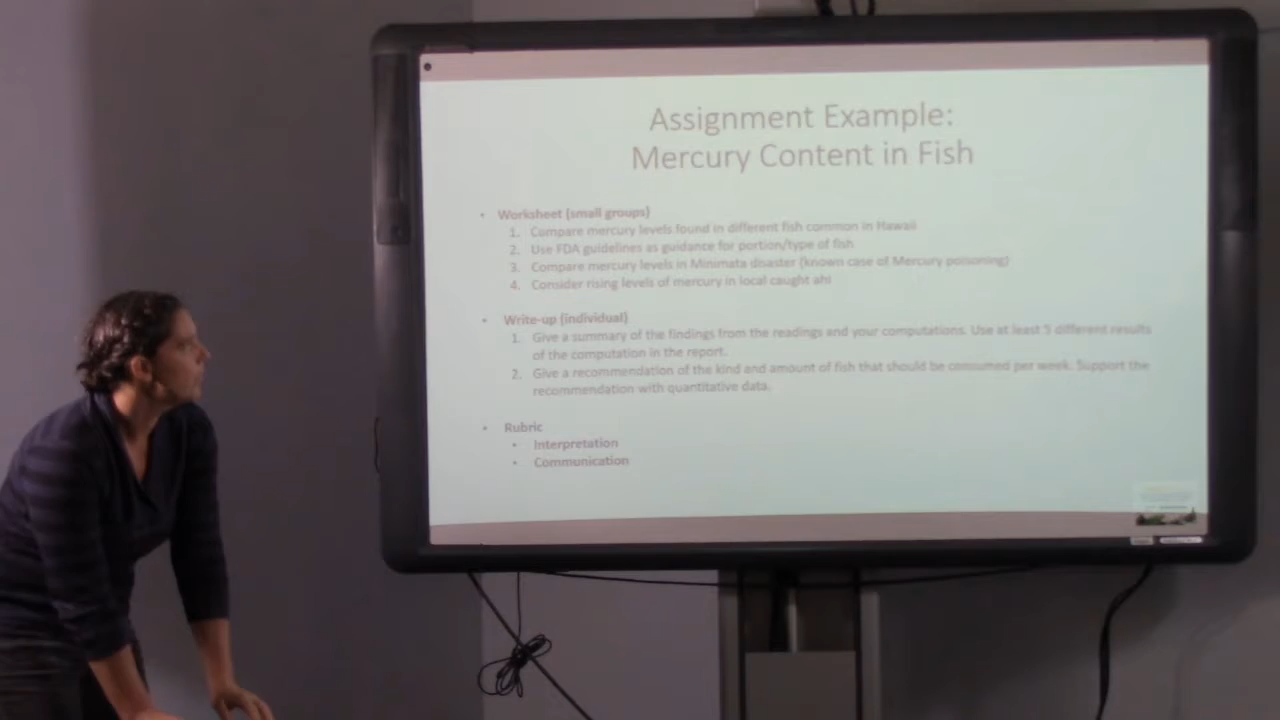 Assignment Example:
Mercury Content in Fish
• Worksheet (small groups)
1. Compare mercury levels found in different fish common in Hawaii
2. Use FDA guidelines as guidance for portion/type of fish
3. Compare mercury levels in Minimata disaster (known case of Mercury poisoning)
4. Consider rising levels of mercury in local caught ahi
• Write-up (individual)
1. Give a summary of the findings from the readings and your computations. Use at least 5 different results
of the computation in the report.
2. Give a recommendation of the kind and amount of fish that should be consumed per week. Support the
recommendation with quantitative data.
• Rubric
• Interpretation
• Communication